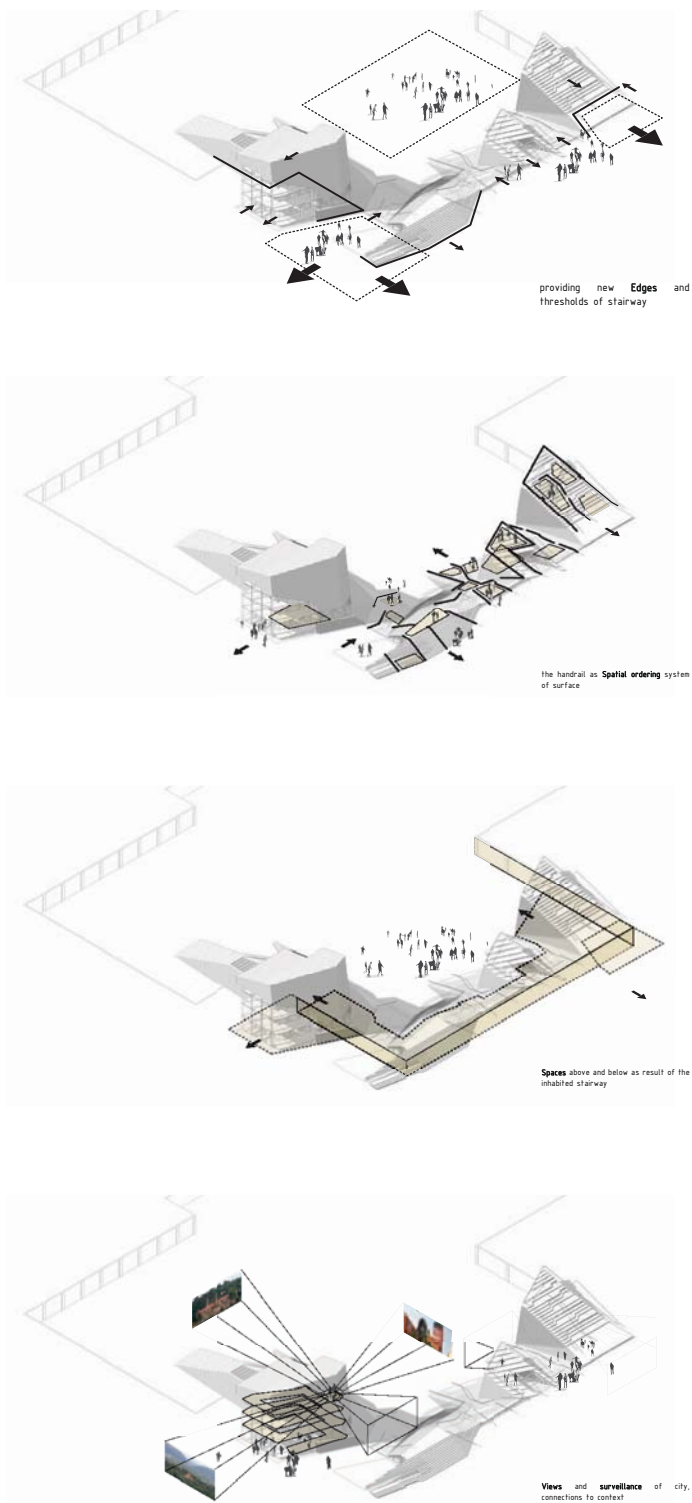 providing new Edges and
thresholds of stairway
the handrail as Spatial ordering system
of surface
Spaces above and below as result of the
inhabited stairway
Views and surveillance of city,
connections to context